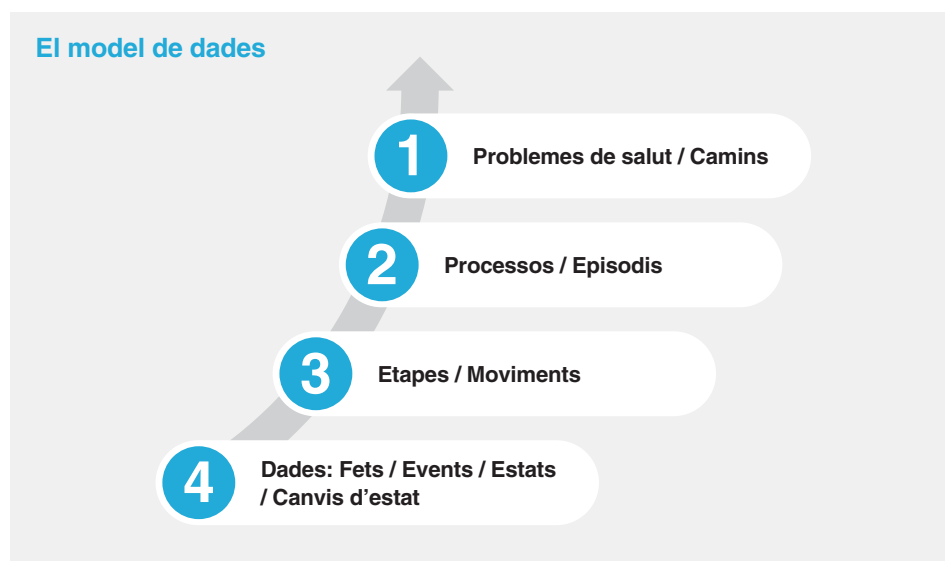 El model de dades
1
Problemes de salut / Camins
2
Processos / Episodis
3
Etapes / Moviments
4
Dades: Fets / Events / Estats
/ Canvis d’estat